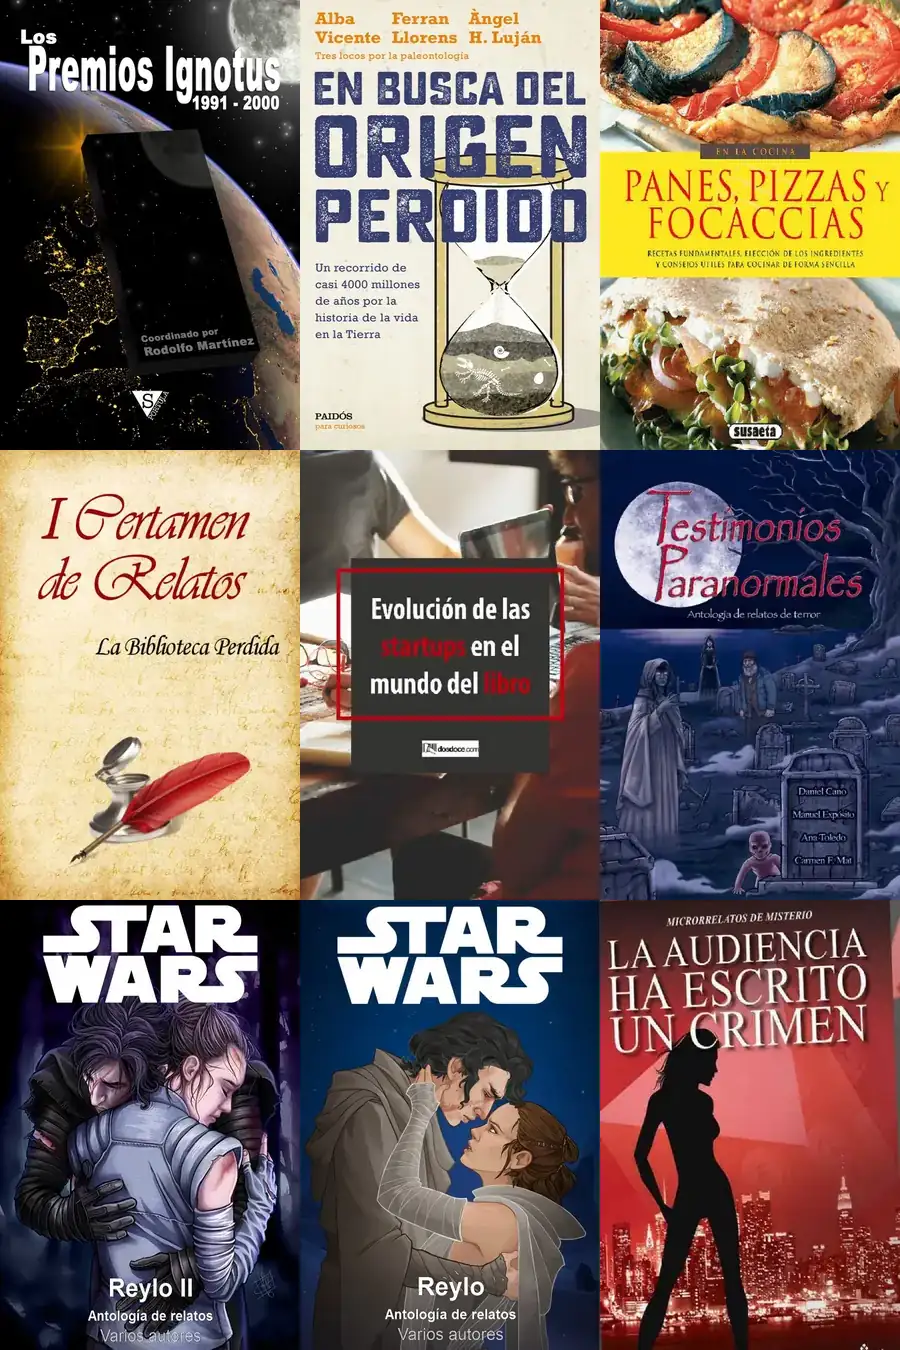 Los
Premios Ignotus
1991 - 2000
Coordinado por
Rodolfo Martínez
S
PORTULA
Alba Ferran Àngel
Vicente Llorens H. Luján
Tres locos por la paleontología
EN BUSCA DEL
ORIGEN
PERDIDO
Un recorrido de
casi 4000 millones
de años por la
historia de la vida
en la Tierra
PAIDÓS
para curiosos
EN LA COCINA
PANES, PIZZAS Y
FOCACCIAS
RECETAS FUNDAMENTALES, ELECCIÓN DE LOS INGREDIENTES
Y CONSEJOS ÚTILES PARA COCINAR DE FORMA SENCILLA
susaeta
I Certamen
de Relatos
La Biblioteca Perdida
Evolución de las
startups en el
mundo del libro
dosdoce.com
Testimonios
Paranormales
Antología de relatos de terror
Daniel Cano
Manuel Expósito
Ana Toledo
Carmen F. Mat
STAR
WARS
Reylo II
Antología de relatos
Varios autores
STAR
WARS
Reylo
Antología de relatos
Varios autores
MICRORRELATOS DE MISTERIO
LA AUDIENCIA
HA ESCRITO
UN CRIMEN